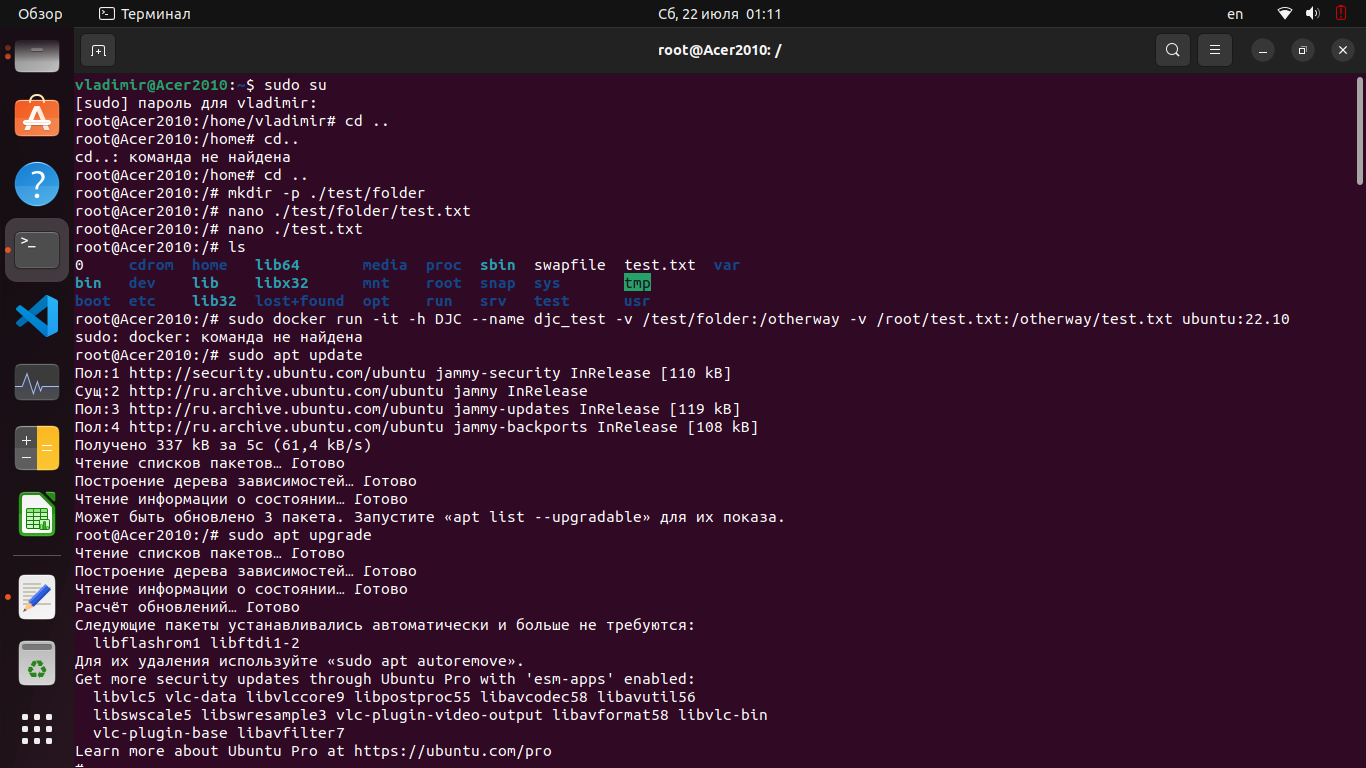 Обзор Терминал Сб, 22 июля 01:11 en
root@Acer2010: /
vladimir@Acer2010:~$ sudo su
[sudo] пароль для vladimir:
root@Acer2010:/home/vladimir# cd ..
root@Acer2010:/home# cd..
cd..: команда не найдена
root@Acer2010:/home# cd ..
root@Acer2010:/# mkdir -p ./test/folder
root@Acer2010:/# nano ./test/folder/test.txt
root@Acer2010:/# nano ./test.txt
root@Acer2010:/# ls
0 cdrom home lib64 media proc sbin swapfile test.txt var
bin dev lib libx32 mnt root snap sys tmp
boot etc lib32 lost+found opt run srv test usr
root@Acer2010:/# sudo docker run -it -h DJC --name djc_test -v /test/folder:/otherway -v /root/test.txt:/otherway/test.txt ubuntu:22.10
sudo: docker: команда не найдена
root@Acer2010:/# sudo apt update
Пол:1 http://security.ubuntu.com/ubuntu jammy-security InRelease [110 kB]
Сущ:2 http://ru.archive.ubuntu.com/ubuntu jammy InRelease
Пол:3 http://ru.archive.ubuntu.com/ubuntu jammy-updates InRelease [119 kB]
Пол:4 http://ru.archive.ubuntu.com/ubuntu jammy-backports InRelease [108 kB]
Получено 337 kB за 5с (61,4 kB/s)
Чтение списков пакетов… Готово
Построение дерева зависимостей… Готово
Чтение информации о состоянии… Готово
Может быть обновлено 3 пакета. Запустите «apt list --upgradable» для их показа.
root@Acer2010:/# sudo apt upgrade
Чтение списков пакетов… Готово
Построение дерева зависимостей… Готово
Чтение информации о состоянии… Готово
Расчёт обновлений… Готово
Следующие пакеты устанавливались автоматически и больше не требуются:
libflashrom1 libftdi1-2
Для их удаления используйте «sudo apt autoremove».
Get more security updates through Ubuntu Pro with 'esm-apps' enabled:
libvlc5 vlc-data libvlccore9 libpostproc55 libavcodec58 libavutil56
libswscale5 libswresample3 vlc-plugin-video-output libavformat58 libvlc-bin
vlc-plugin-base libavfilter7
Learn more about Ubuntu Pro at https://ubuntu.com/pro
#